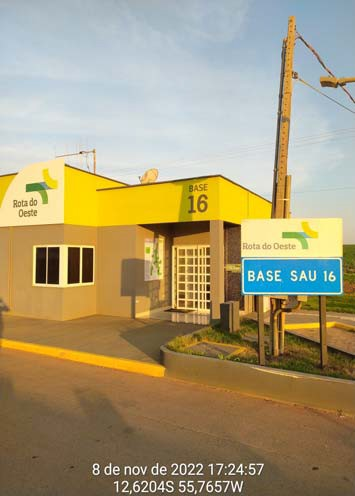 BASE
16
Rota do
Oeste
Rota do Oeste
BASE SAU 16
8 de nov de 2022 17:24:57
12,6204S 55,7657W